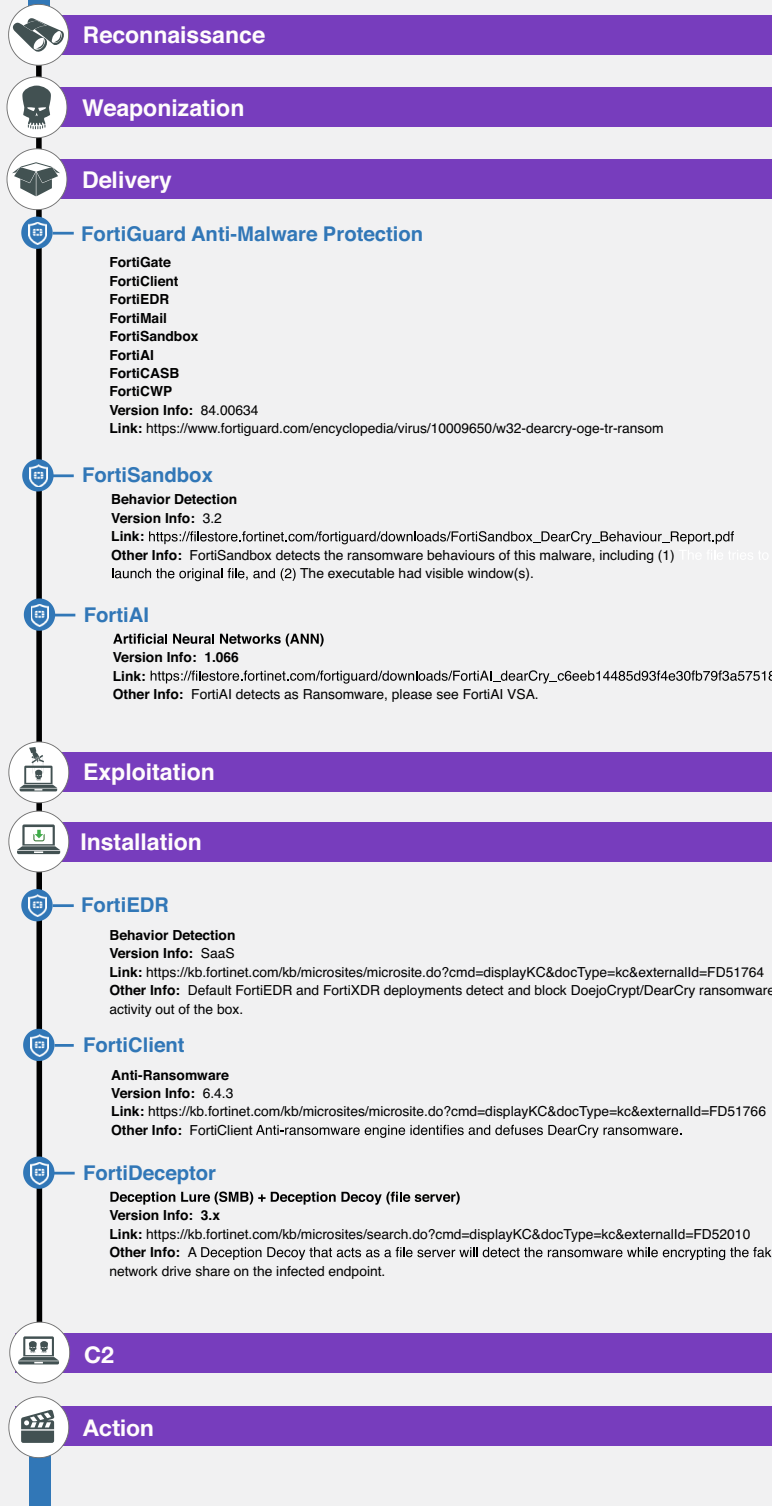 Reconnaissance
Weaponization
Delivery
FortiGuard Anti-Malware Protection
FortiGate
FortiClient
FortiEDR
FortiMail
FortiSandbox
FortiAI
FortiCASB
FortiCWP
Version Info: 84.00634
Link: https://www.fortiguard.com/encyclopedia/virus/10009650/w32-dearcry-oge-tr-ransom
FortiSandbox
Behavior Detection
Version Info: 3.2
Link: https://filestore.fortinet.com/fortiguard/downloads/FortiSandbox_DearCry_Behaviour_Report.pdf
Other Info: FortiSandbox detects the ransomware behaviours of this malware, including (1) The file tries to
launch the original file, and (2) The executable had visible window(s).
FortiAI
Artificial Neural Networks (ANN)
Version Info: 1.066
Link: https://filestore.fortinet.com/fortiguard/downloads/FortiAI_dearCry_c6eeb14485d93f4e30fb79f3a57518
Other Info: FortiAI detects as Ransomware, please see FortiAI VSA.
Exploitation
Installation
FortiEDR
Behavior Detection
Version Info: SaaS
Link: https://kb.fortinet.com/kb/microsites/microsite.do?cmd=displayKC&docType=kc&externalId=FD51764
Other Info: Default FortiEDR and FortiXDR deployments detect and block DoejoCrypt/DearCry ransomware
activity out of the box.
FortiClient
Anti-Ransomware
Version Info: 6.4.3
Link: https://kb.fortinet.com/kb/microsites/microsite.do?cmd=displayKC&docType=kc&externalId=FD51766
Other Info: FortiClient Anti-ransomware engine identifies and defuses DearCry ransomware.
FortiDeceptor
Deception Lure (SMB) + Deception Decoy (file server)
Version Info: 3.x
Link: https://kb.fortinet.com/kb/microsites/search.do?cmd=displayKC&docType=kc&externalId=FD52010
Other Info: A Deception Decoy that acts as a file server will detect the ransomware while encrypting the fak
network drive share on the infected endpoint.
C2
Action